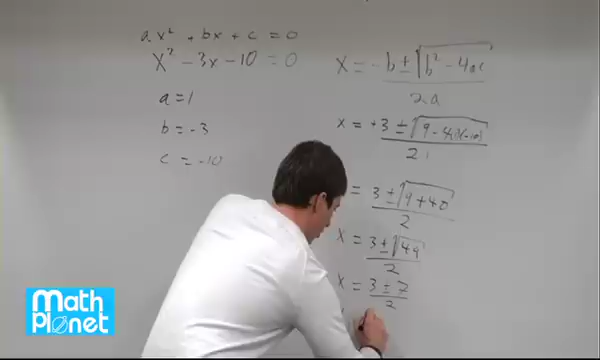 ax² + bx + c = 0
x² - 3x - 10 = 0
a = 1
b = -3
c = -10
x = -b ± √b² - 4ac / 2a
x = +3 ± √9 - 4(1)(-10) / 2
= 3 ± √9 + 40 / 2
x = 3 ± √49 / 2
x = 3 ± 7 / 2
Math
Planet